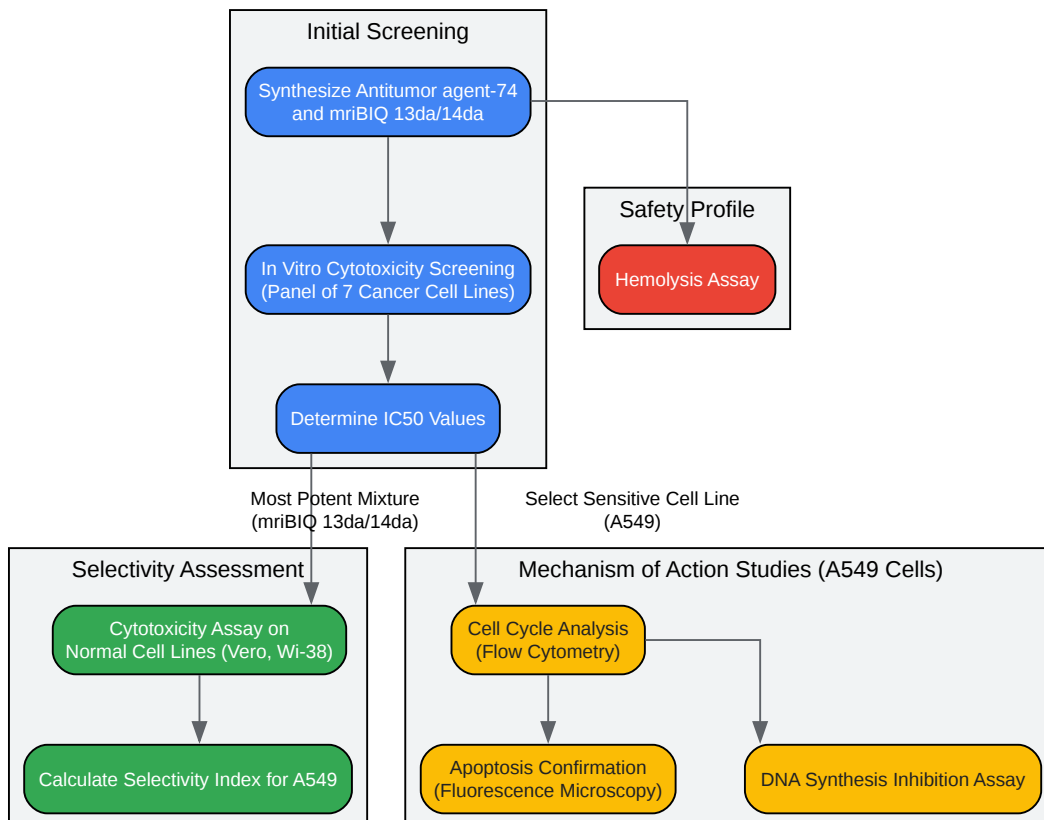 Initial Screening
Synthesize Antitumor agent-74
and mriBIQ 13da/14da
Safety Profile
In Vitro Cytotoxicity Screening
(Panel of 7 Cancer Cell Lines)
Hemolysis Assay
Determine IC50 Values
Most Potent Mixture
(mriBIQ 13da/14da)
Select Sensitive Cell Line
(A549)
Selectivity Assessment
Mechanism of Action Studies (A549 Cells)
Cytotoxicity Assay on
Normal Cell Lines (Vero, Wi-38)
Cell Cycle Analysis
(Flow Cytometry)
Calculate Selectivity Index for A549
Apoptosis Confirmation
(Fluorescence Microscopy)
DNA Synthesis Inhibition Assay